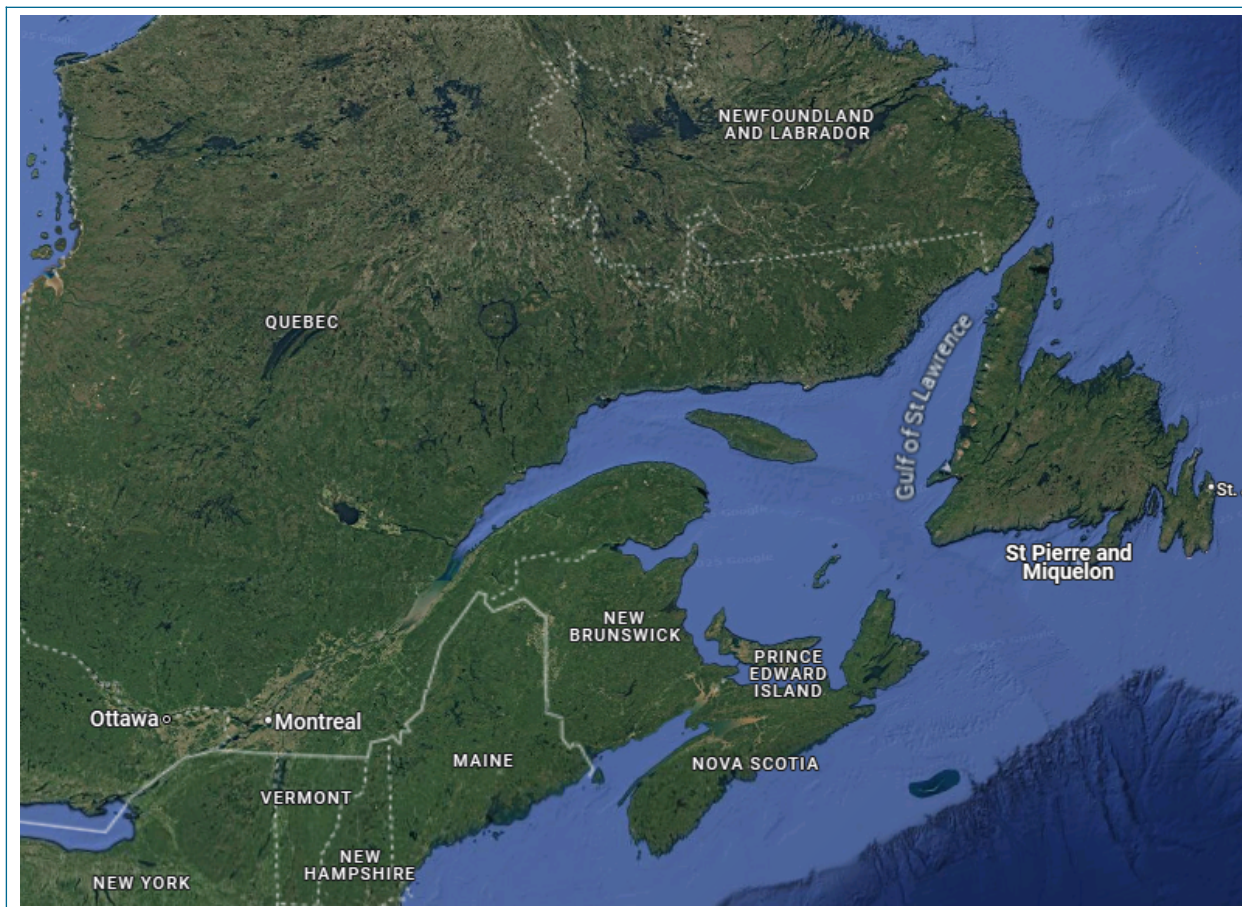 NEWFOUNDLAND
AND LABRADOR
QUEBEC
Gulf of St Lawrence
St.
St Pierre and
Miquelon
NEW
BRUNSWICK
PRINCE
EDWARD
ISLAND
Ottawa
Montreal
MAINE
NOVA SCOTIA
VERMONT
NEW
HAMPSHIRE
NEW YORK